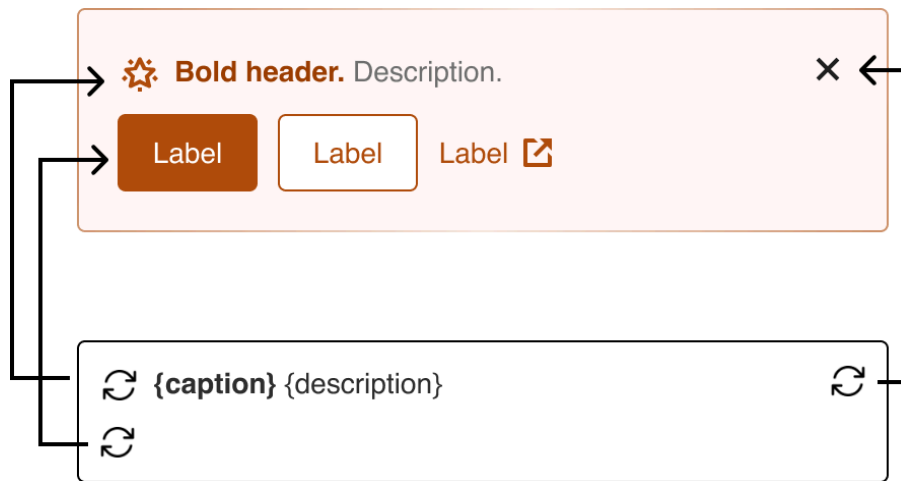 Bold header. Description.
Label Label Label
{caption} {description}